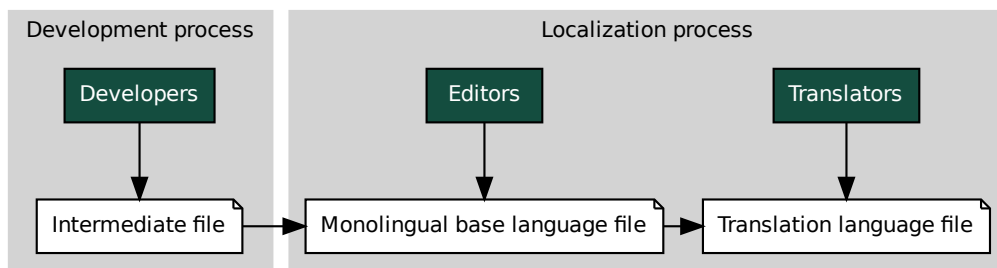 Development process
Localization process
Developers
Editors
Translators
Intermediate file
Monolingual base language file
Translation language file